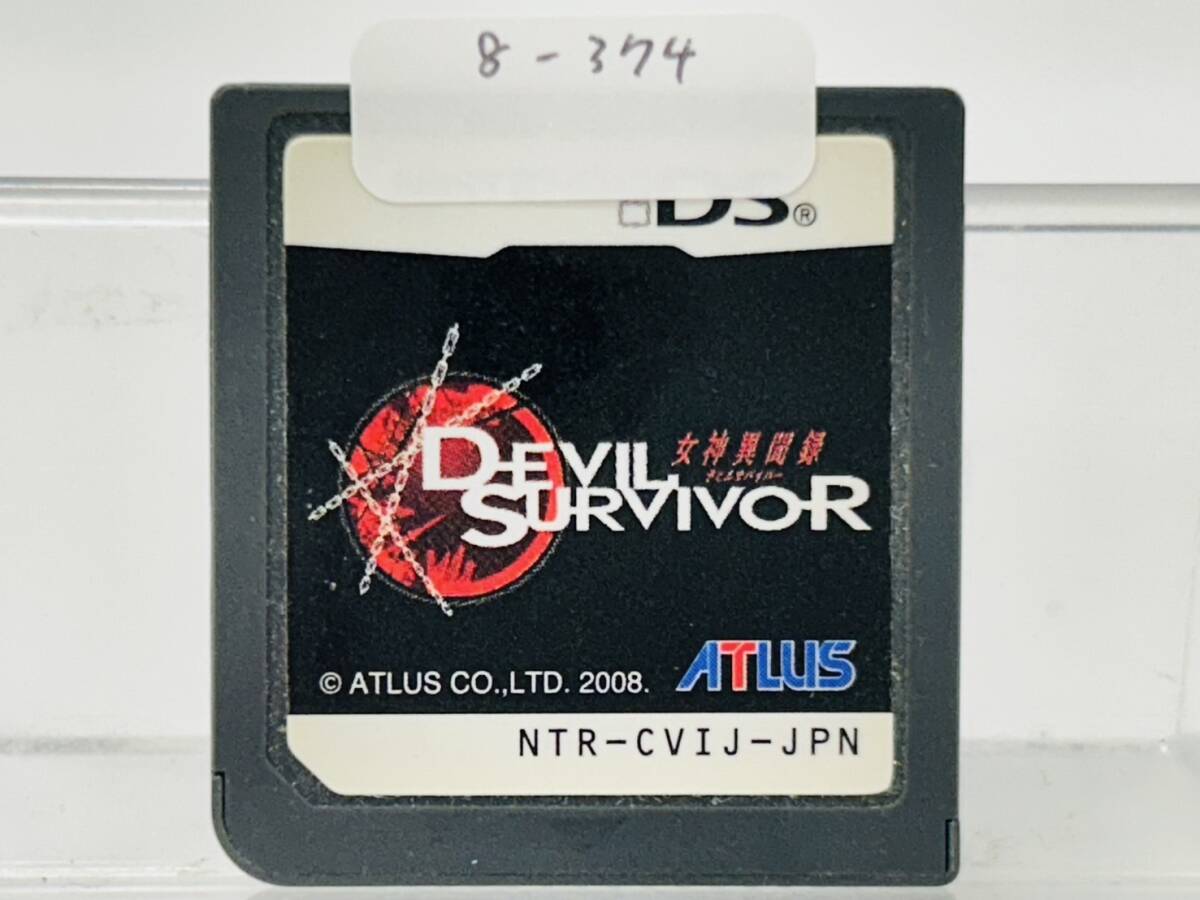 8-374
DS®
女神異聞録
DEVIL
SURVIVOR
© ATLUS CO.,LTD. 2008.
ATLUS
NTR-CVIJ-JPN